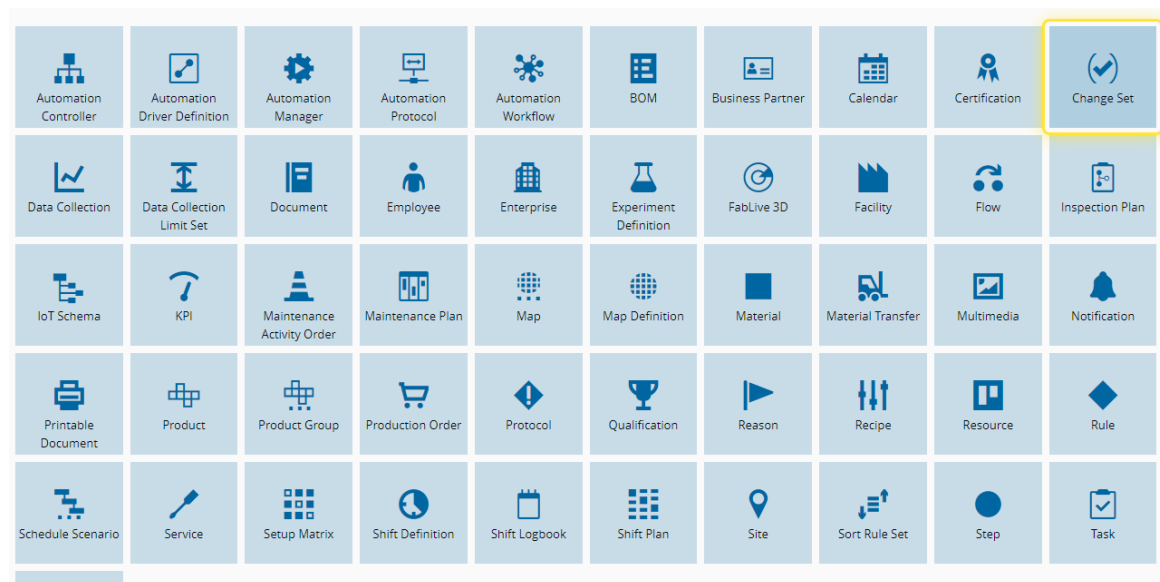 Automation
Controller
Automation
Driver Definition
Automation
Manager
Automation
Protocol
Automation
Workflow
BOM
Business Partner
Calendar
Certification
Change Set
Data Collection
Data Collection
Limit Set
Document
Employee
Enterprise
Experiment
Definition
FabLive 3D
Facility
Flow
Inspection Plan
IoT Schema
KPI
Maintenance
Activity Order
Maintenance Plan
Map
Map Definition
Material
Material Transfer
Multimedia
Notification
Printable
Document
Product
Product Group
Production Order
Protocol
Qualification
Reason
Recipe
Resource
Rule
Schedule Scenario
Service
Setup Matrix
Shift Definition
Shift Logbook
Shift Plan
Site
Sort Rule Set
Step
Task